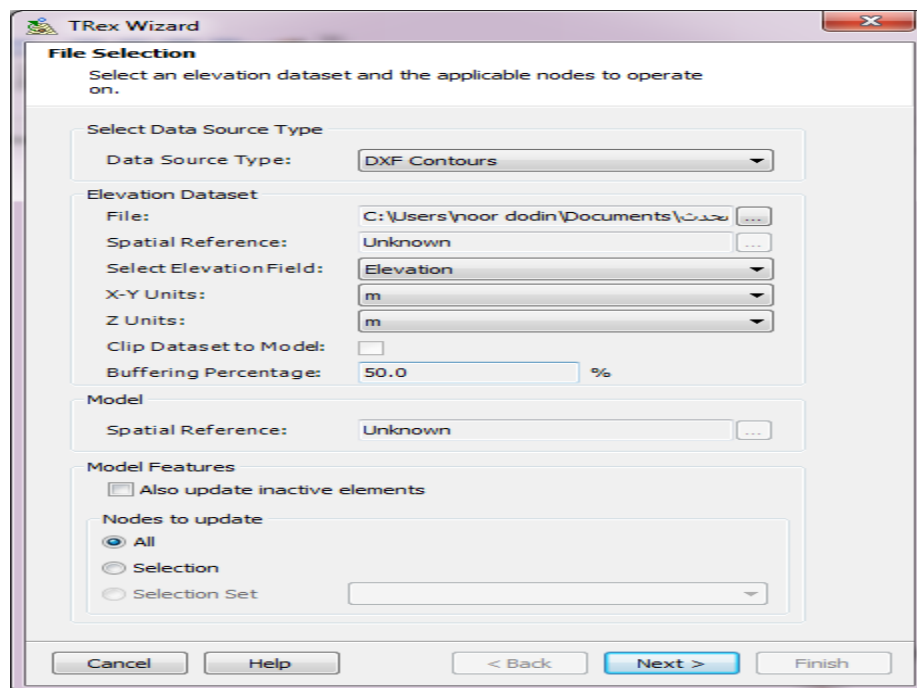 TRex Wizard
File Selection
Select an elevation dataset and the applicable nodes to operate
on.
Select Data Source Type
Data Source Type: DXF Contours
Elevation Dataset
File: C:\Users\noor dodin\Documents\تحدث ...
Spatial Reference: Unknown ...
Select Elevation Field: Elevation
X-Y Units: m
Z Units: m
Clip Dataset to Model:
Buffering Percentage: 50.0 %
Model
Spatial Reference: Unknown ...
Model Features
Also update inactive elements
Nodes to update
All
Selection
Selection Set
Cancel Help < Back Next > Finish